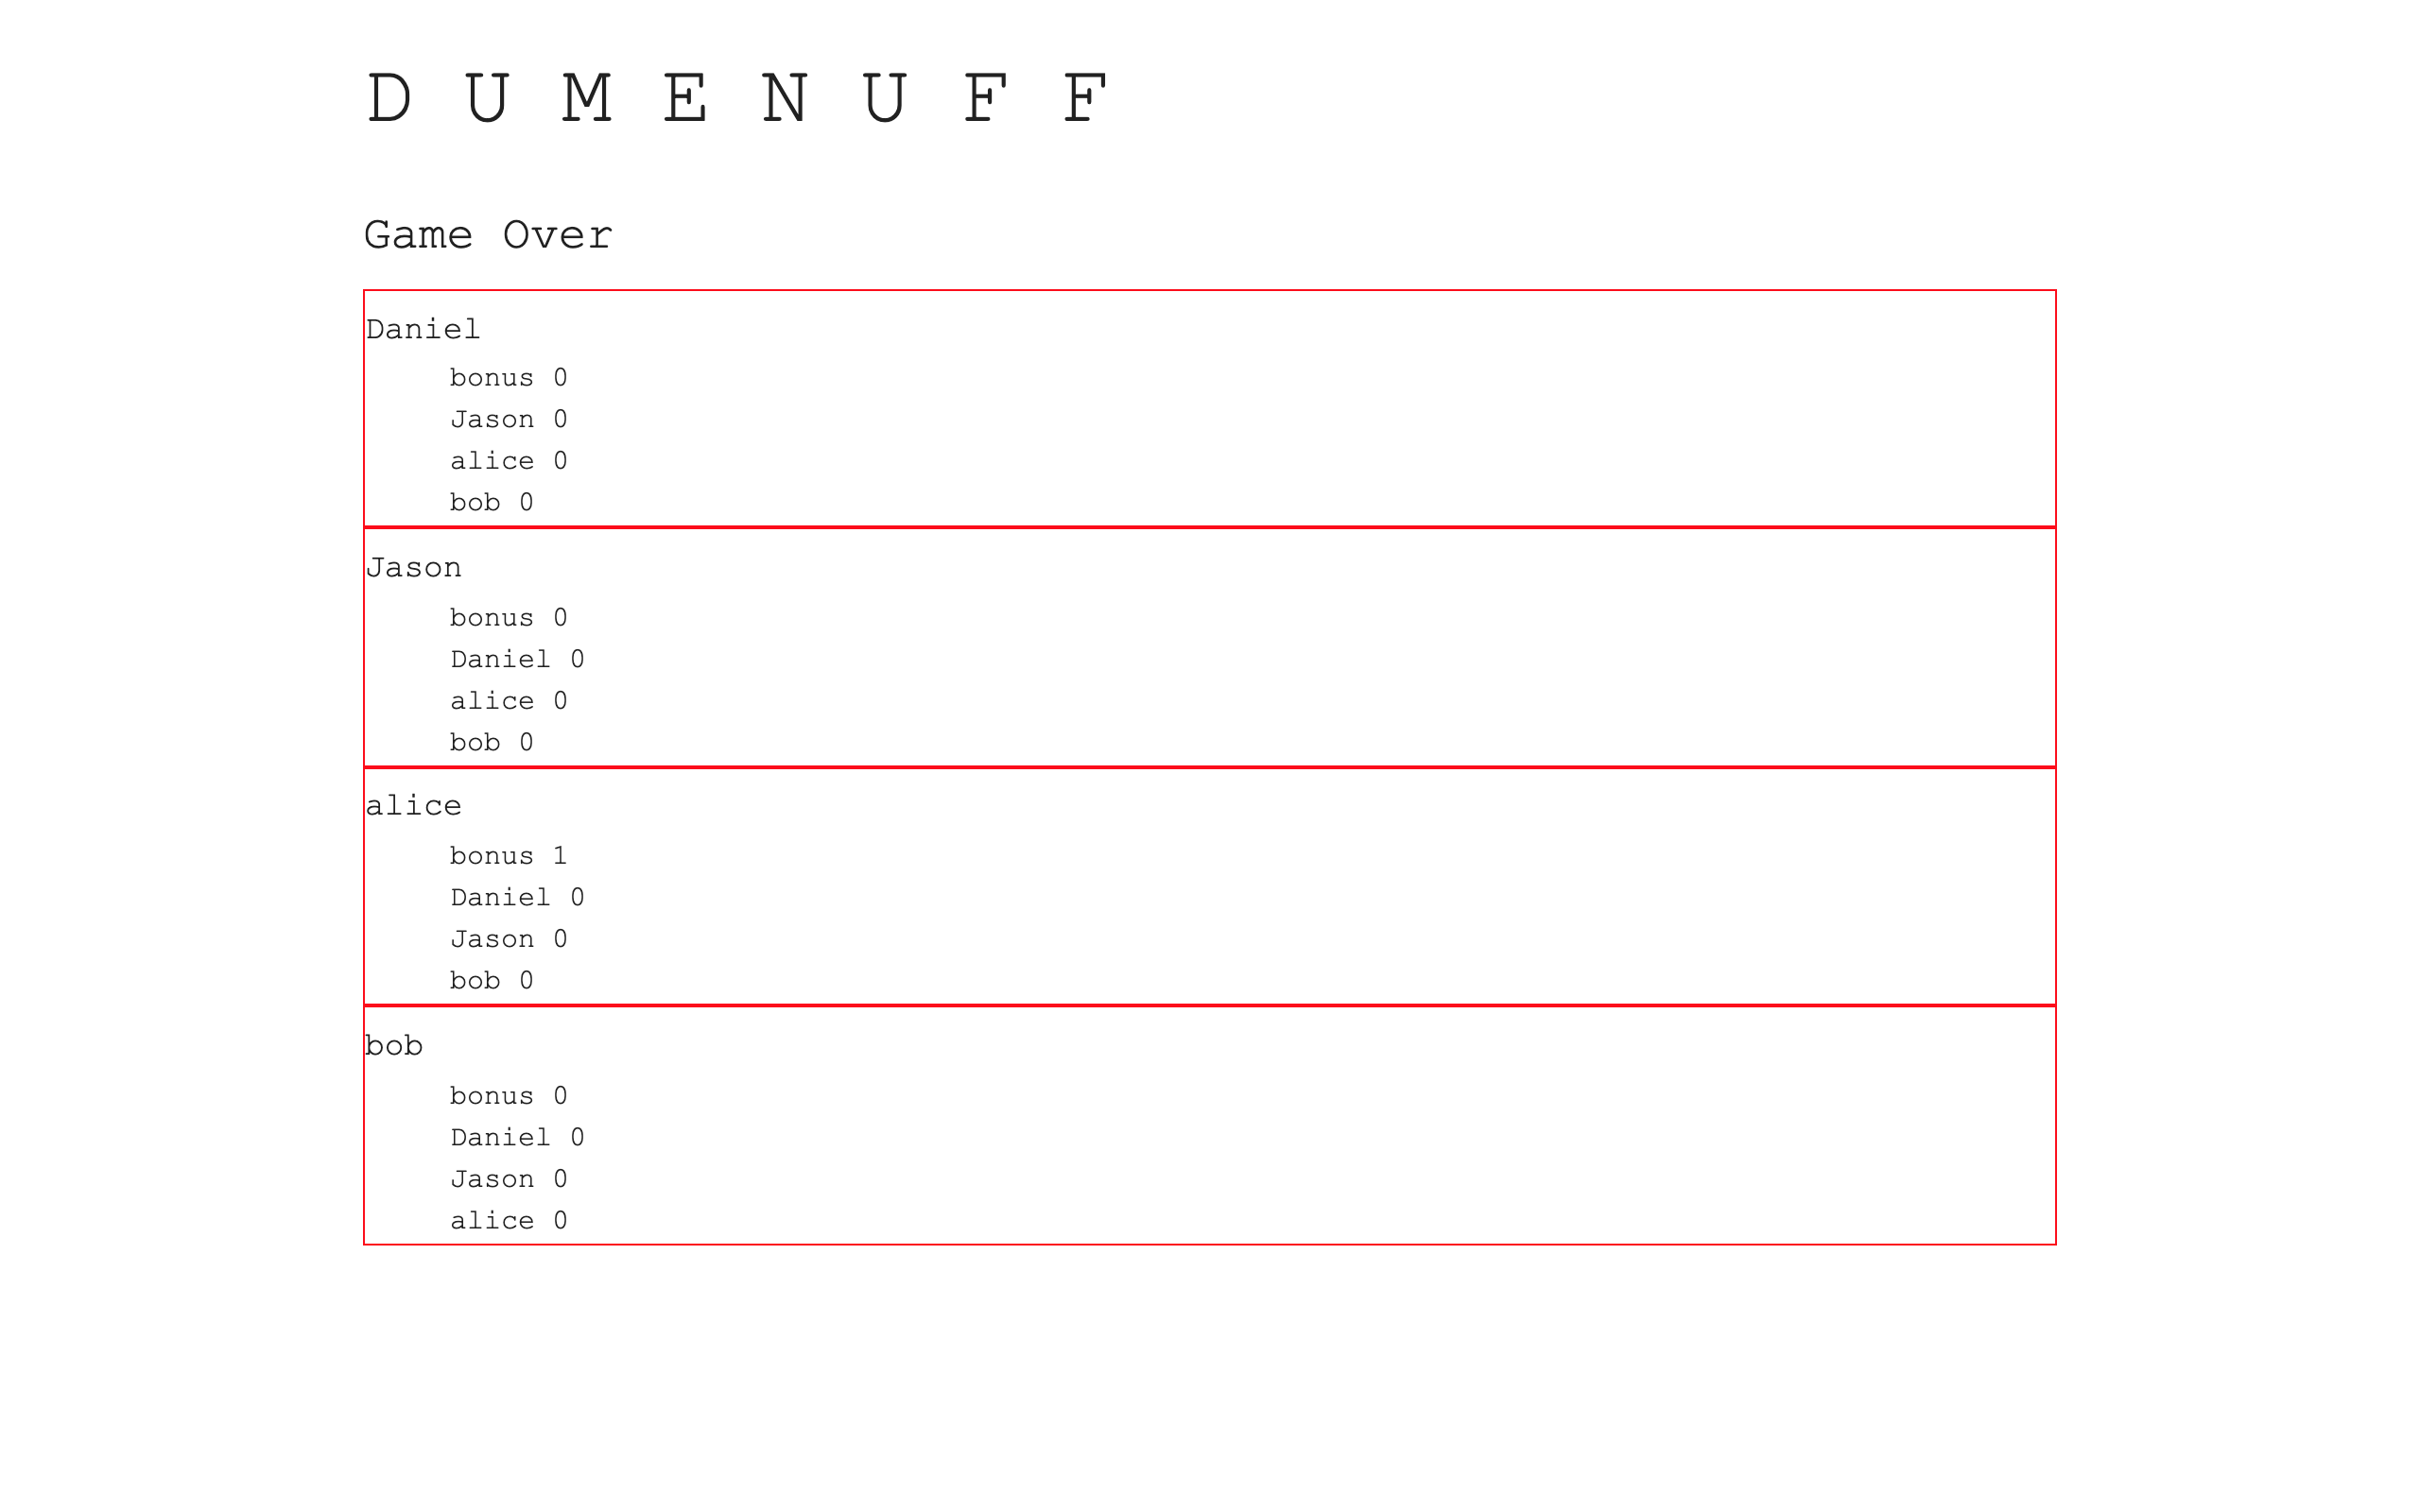 D U M E N U F F
Game Over
Daniel
bonus 0
Jason 0
alice 0
bob 0
Jason
bonus 0
Daniel 0
alice 0
bob 0
alice
bonus 1
Daniel 0
Jason 0
bob 0
bob
bonus 0
Daniel 0
Jason 0
alice 0